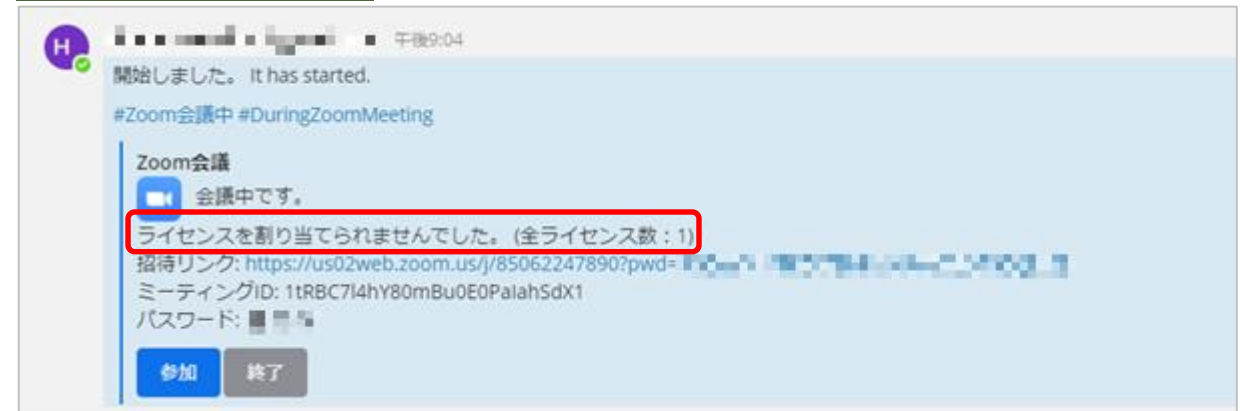 H
午後9:04
開始しました。 It has started.
#Zoom会議中 #DuringZoomMeeting
Zoom会議
会議中です。
ライセンスを割り当てられませんでした。 (全ライセンス数：1)
招待リンク: https://us02web.zoom.us/j/85062247890?pwd=
ミーティングID: 1tRBC7l4hY80mBu0E0PaIahSdX1
パスワード:
参加 終了